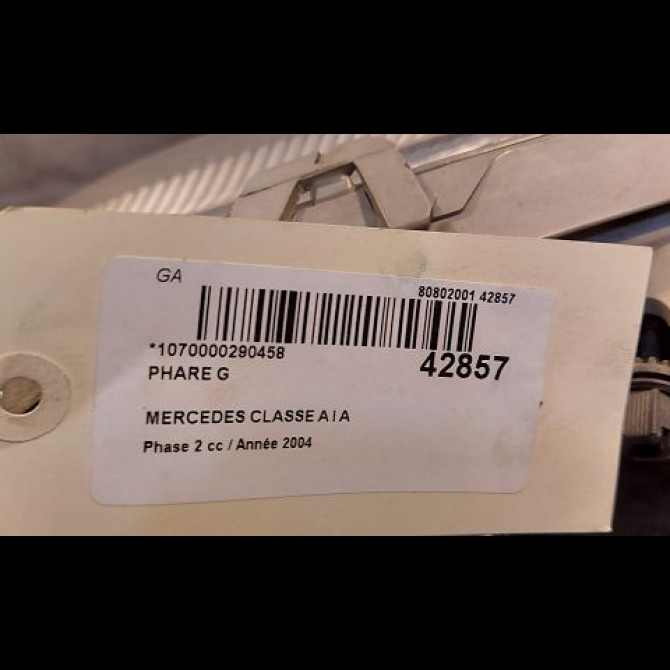 GA
80802001 42857
*1070000290458
42857
PHARE G
MERCEDES CLASSE A I A
Phase 2 cc / Année 2004